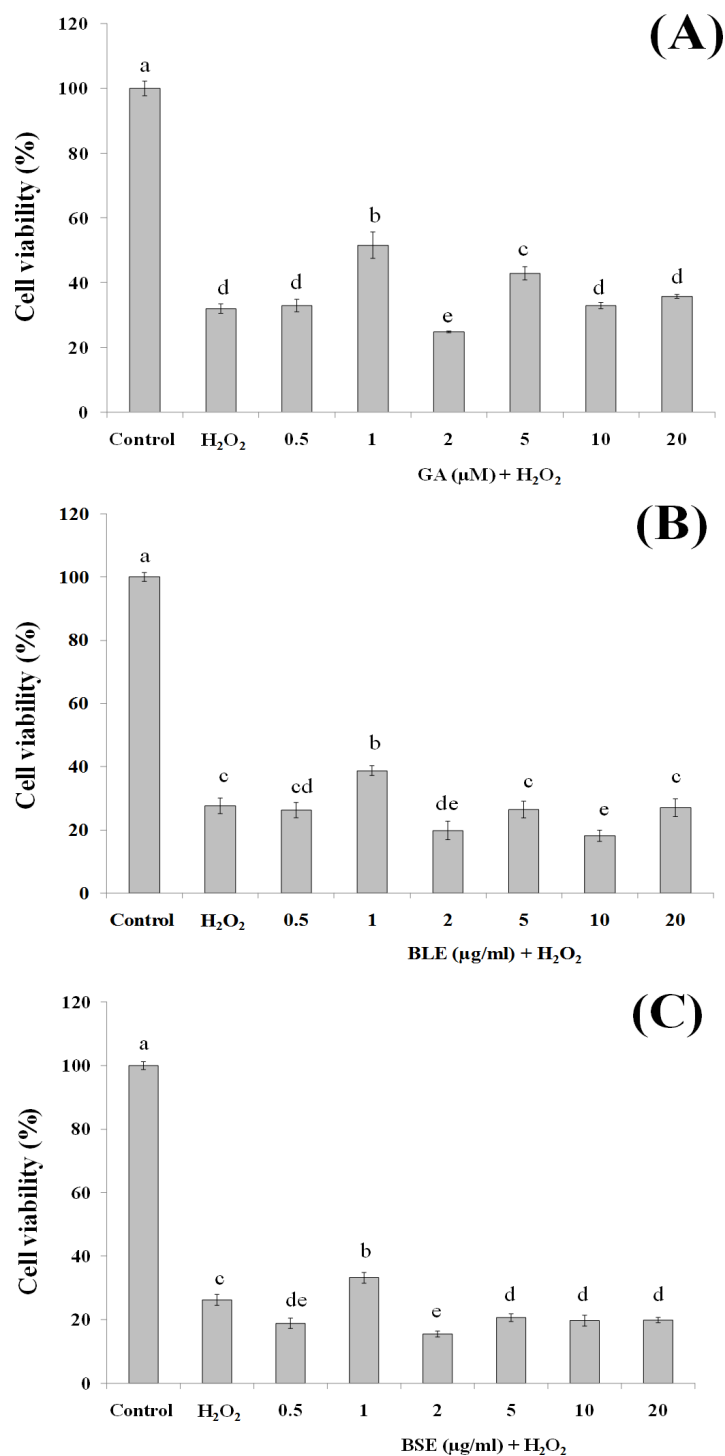 (A)
120
100
80
60
40
20
0
Cell viability (%)
a
d
d
b
e
c
d
d
Control H₂O₂ 0.5 1 2 5 10 20
GA (µM) + H₂O₂
(B)
120
100
80
60
40
20
0
Cell viability (%)
a
c
cd
b
de
c
e
c
Control H₂O₂ 0.5 1 2 5 10 20
BLE (µg/ml) + H₂O₂
(C)
120
100
80
60
40
20
0
Cell viability (%)
a
c
de
b
e
d
d
d
Control H₂O₂ 0.5 1 2 5 10 20
BSE (µg/ml) + H₂O₂